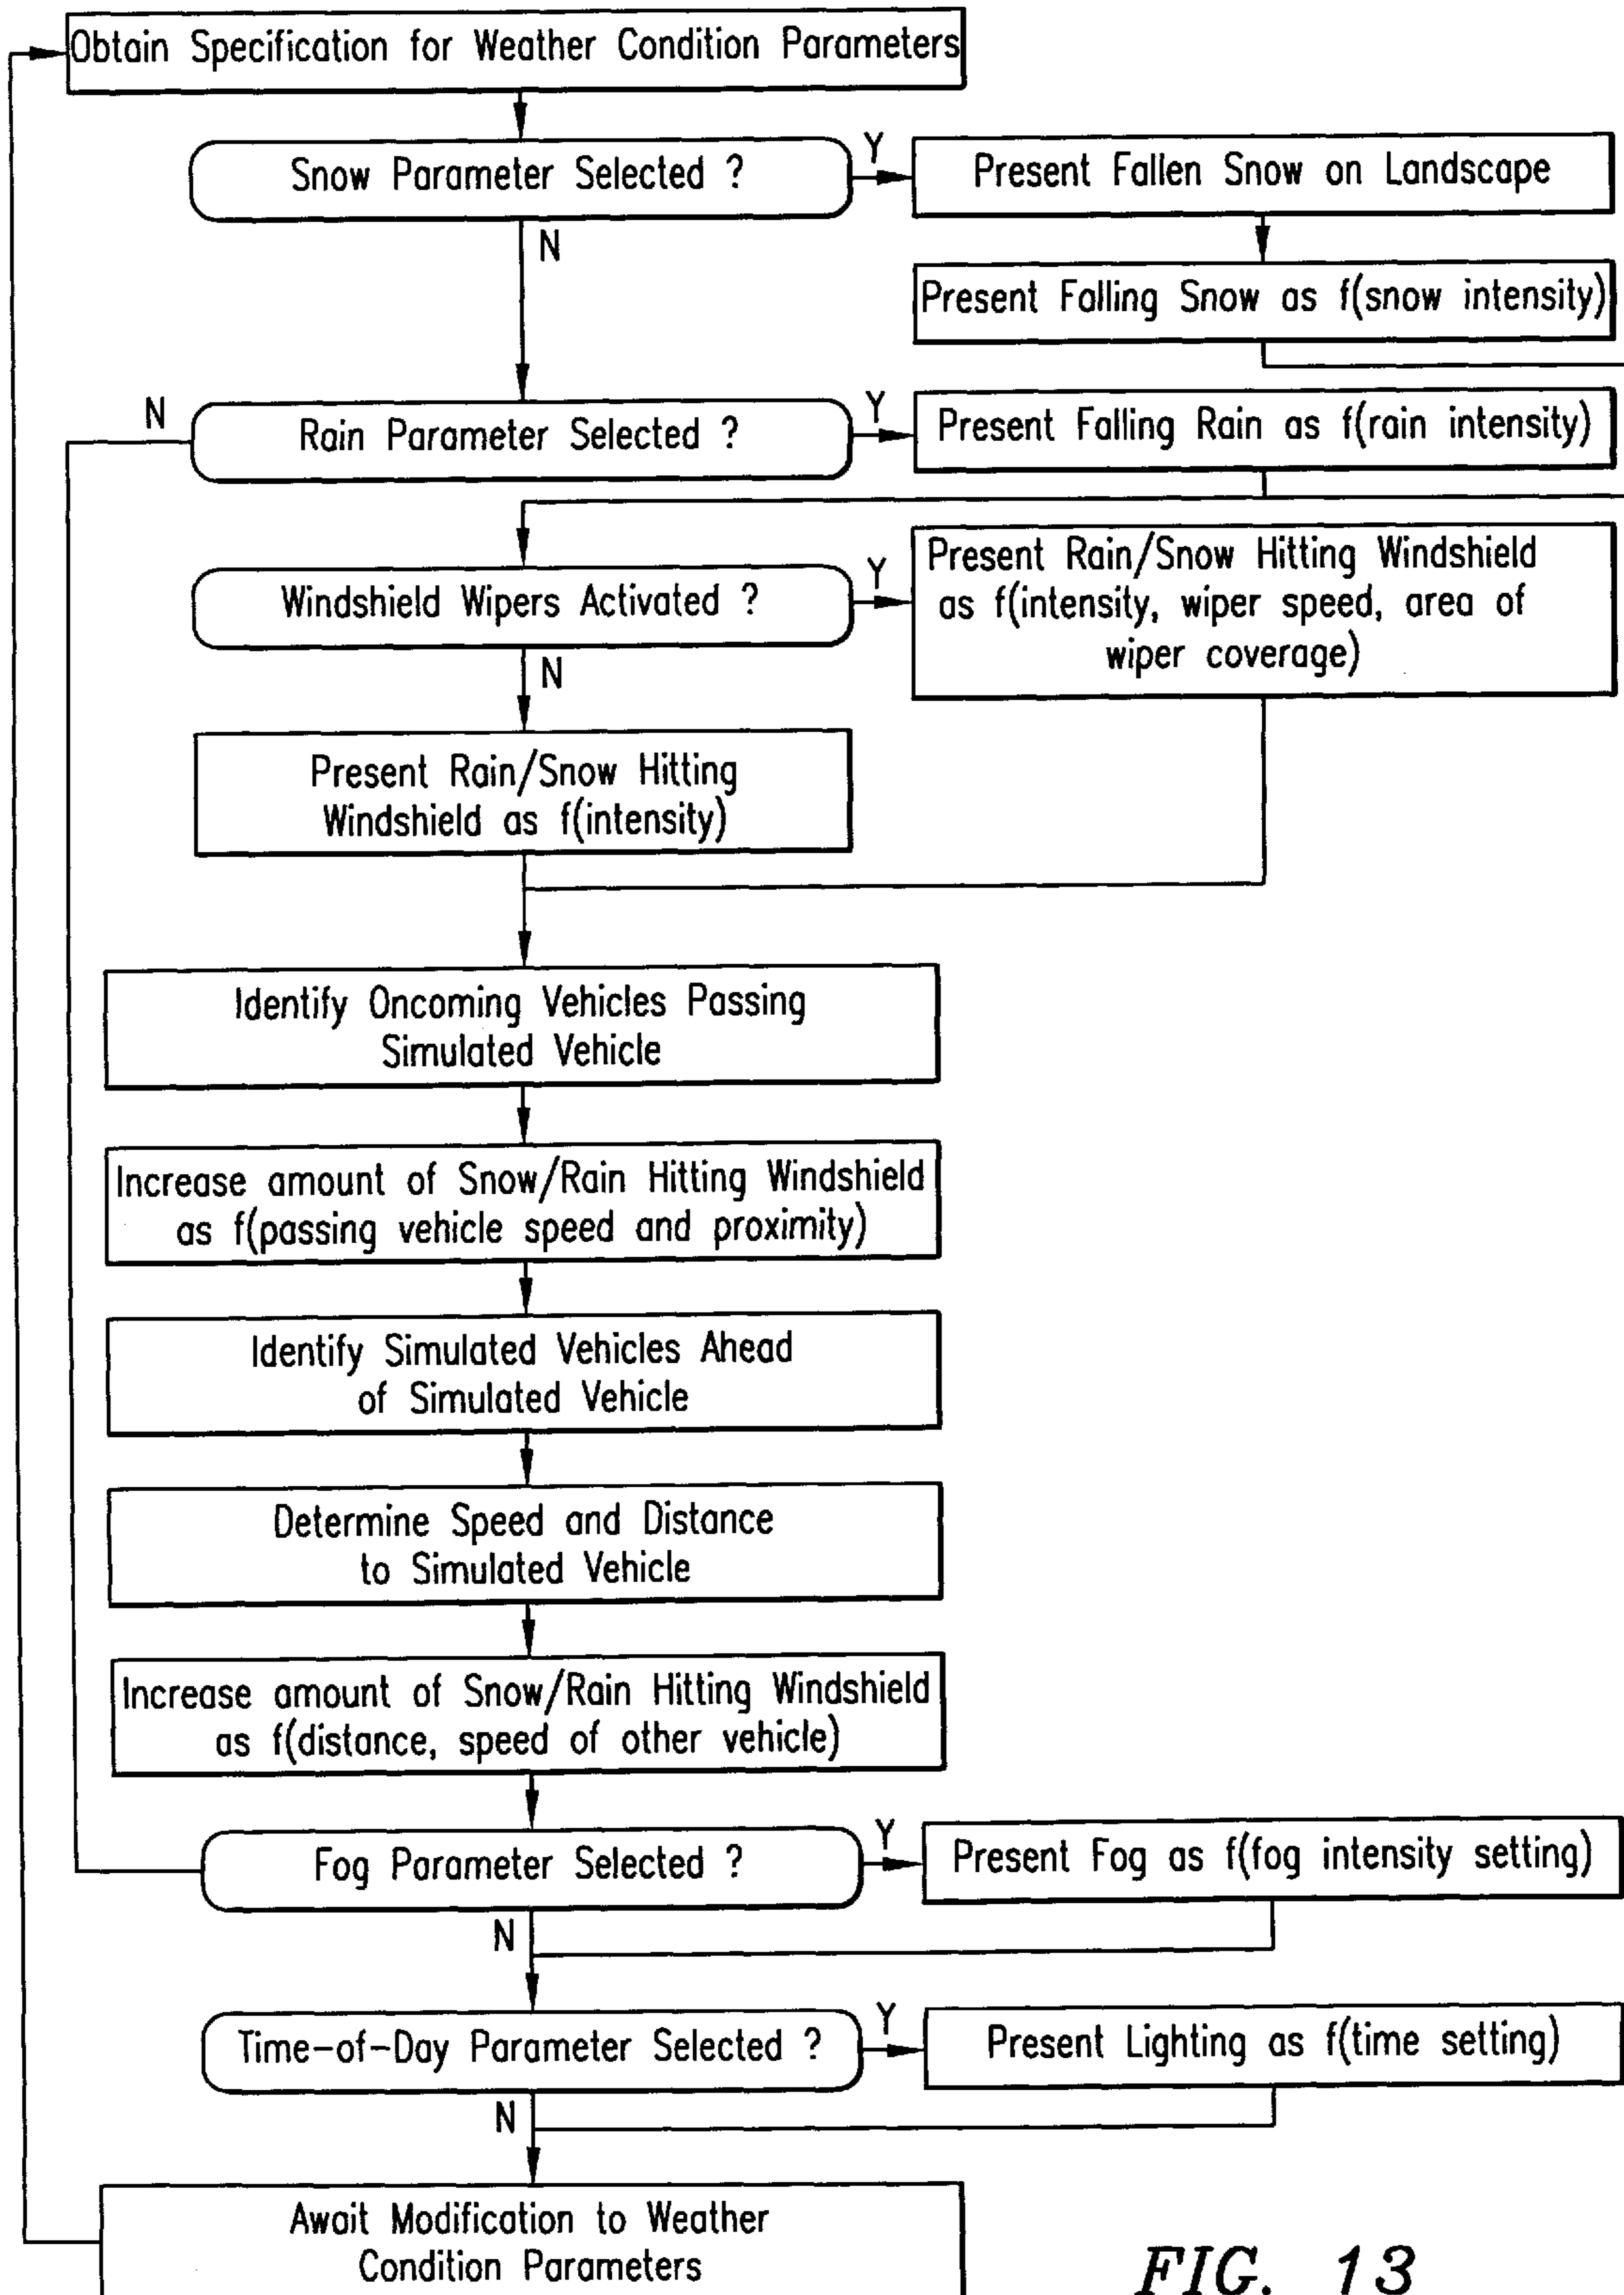 Obtain Specification for Weather Condition Parameters
Snow Parameter Selected ?
Y
Present Fallen Snow on Landscape
N
Present Falling Snow as f(snow intensity)
N
Rain Parameter Selected ?
Y
Present Falling Rain as f(rain intensity)
Windshield Wipers Activated ?
Y
Present Rain/Snow Hitting Windshield
as f(intensity, wiper speed, area of
wiper coverage)
N
Present Rain/Snow Hitting
Windshield as f(intensity)
Identify Oncoming Vehicles Passing
Simulated Vehicle
Increase amount of Snow/Rain Hitting Windshield
as f(passing vehicle speed and proximity)
Identify Simulated Vehicles Ahead
of Simulated Vehicle
Determine Speed and Distance
to Simulated Vehicle
Increase amount of Snow/Rain Hitting Windshield
as f(distance, speed of other vehicle)
Fog Parameter Selected ?
Y
Present Fog as f(fog intensity setting)
N
Time-of-Day Parameter Selected ?
Y
Present Lighting as f(time setting)
N
Await Modification to Weather
Condition Parameters
FIG. 13